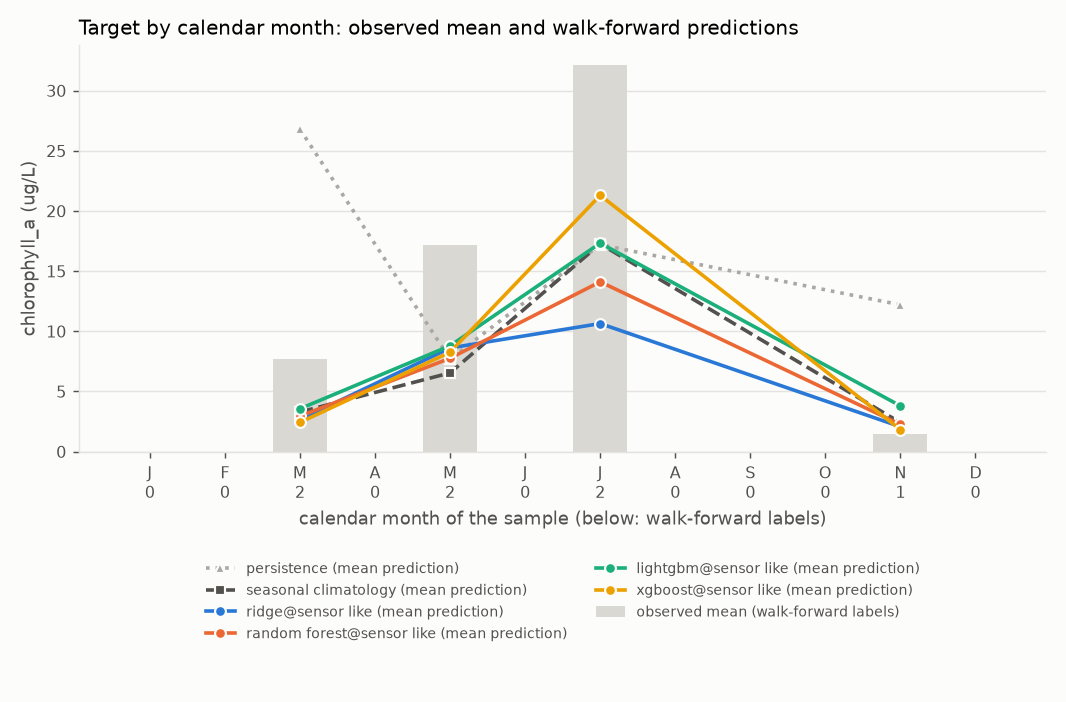 Target by calendar month: observed mean and walk-forward predictions
chlorophyll_a (ug/L)
30
25
20
15
10
5
0
J F M A M J J A S O N D
0 0 2 0 2 0 2 0 0 0 1 0
calendar month of the sample (below: walk-forward labels)
persistence (mean prediction)
seasonal climatology (mean prediction)
ridge@sensor like (mean prediction)
random forest@sensor like (mean prediction)
lightgbm@sensor like (mean prediction)
xgboost@sensor like (mean prediction)
observed mean (walk-forward labels)